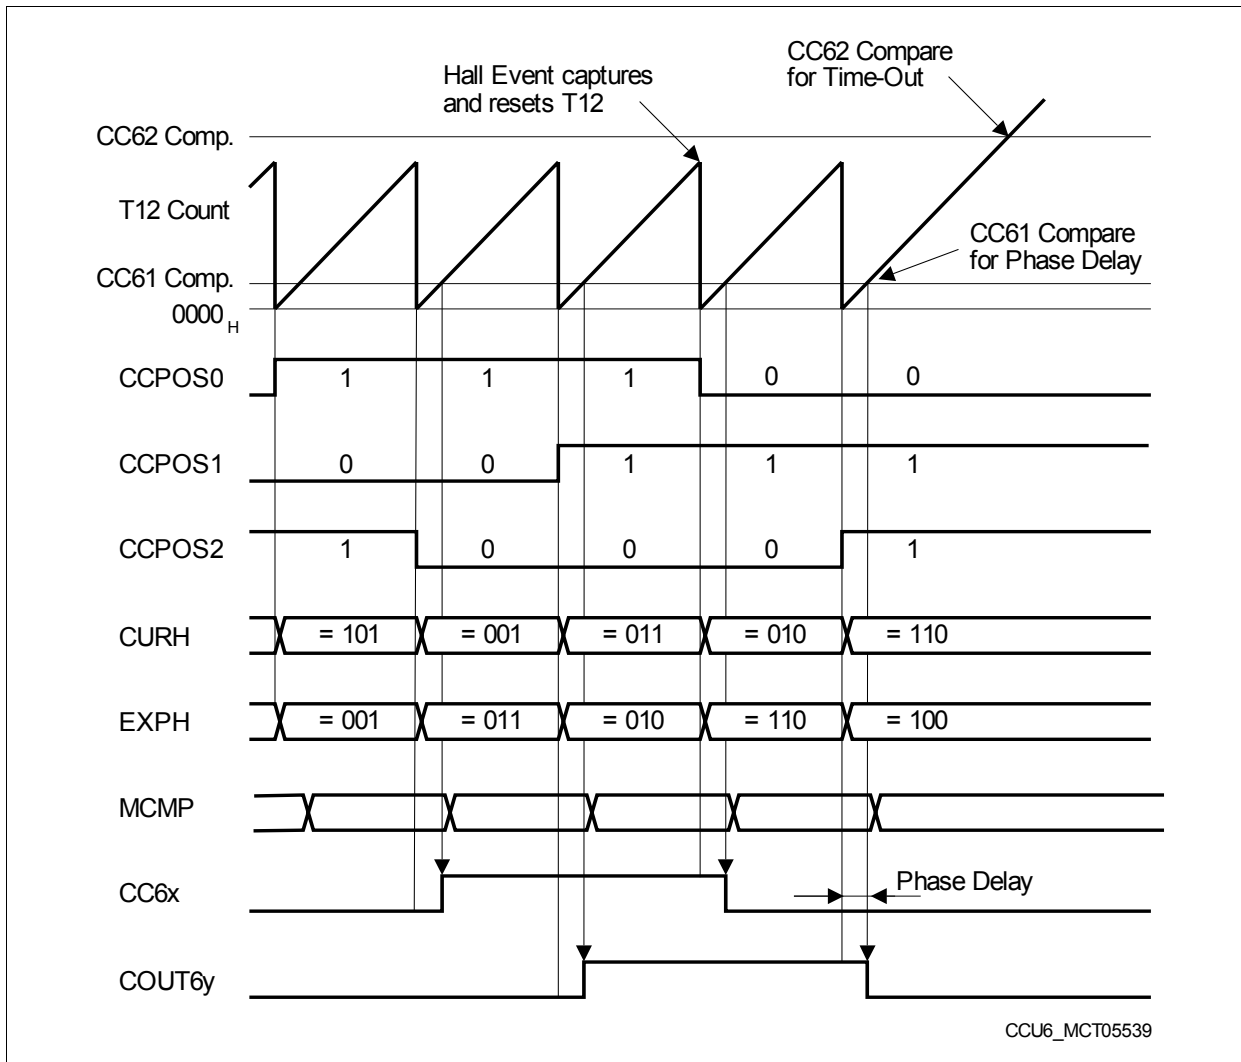 CC62 Compare
for Time-Out
Hall Event captures
and resets T12
CC62 Comp.
T12 Count
CC61 Compare
for Phase Delay
CC61 Comp.
0000 H
CCPOS0 1 1 1 0 0
CCPOS1 0 0 1 1 1
CCPOS2 1 0 0 0 1
CURH = 101 = 001 = 011 = 010 = 110
EXPH = 001 = 011 = 010 = 110 = 100
MCMP
CC6x Phase Delay
COUT6y
CCU6_MCT05539